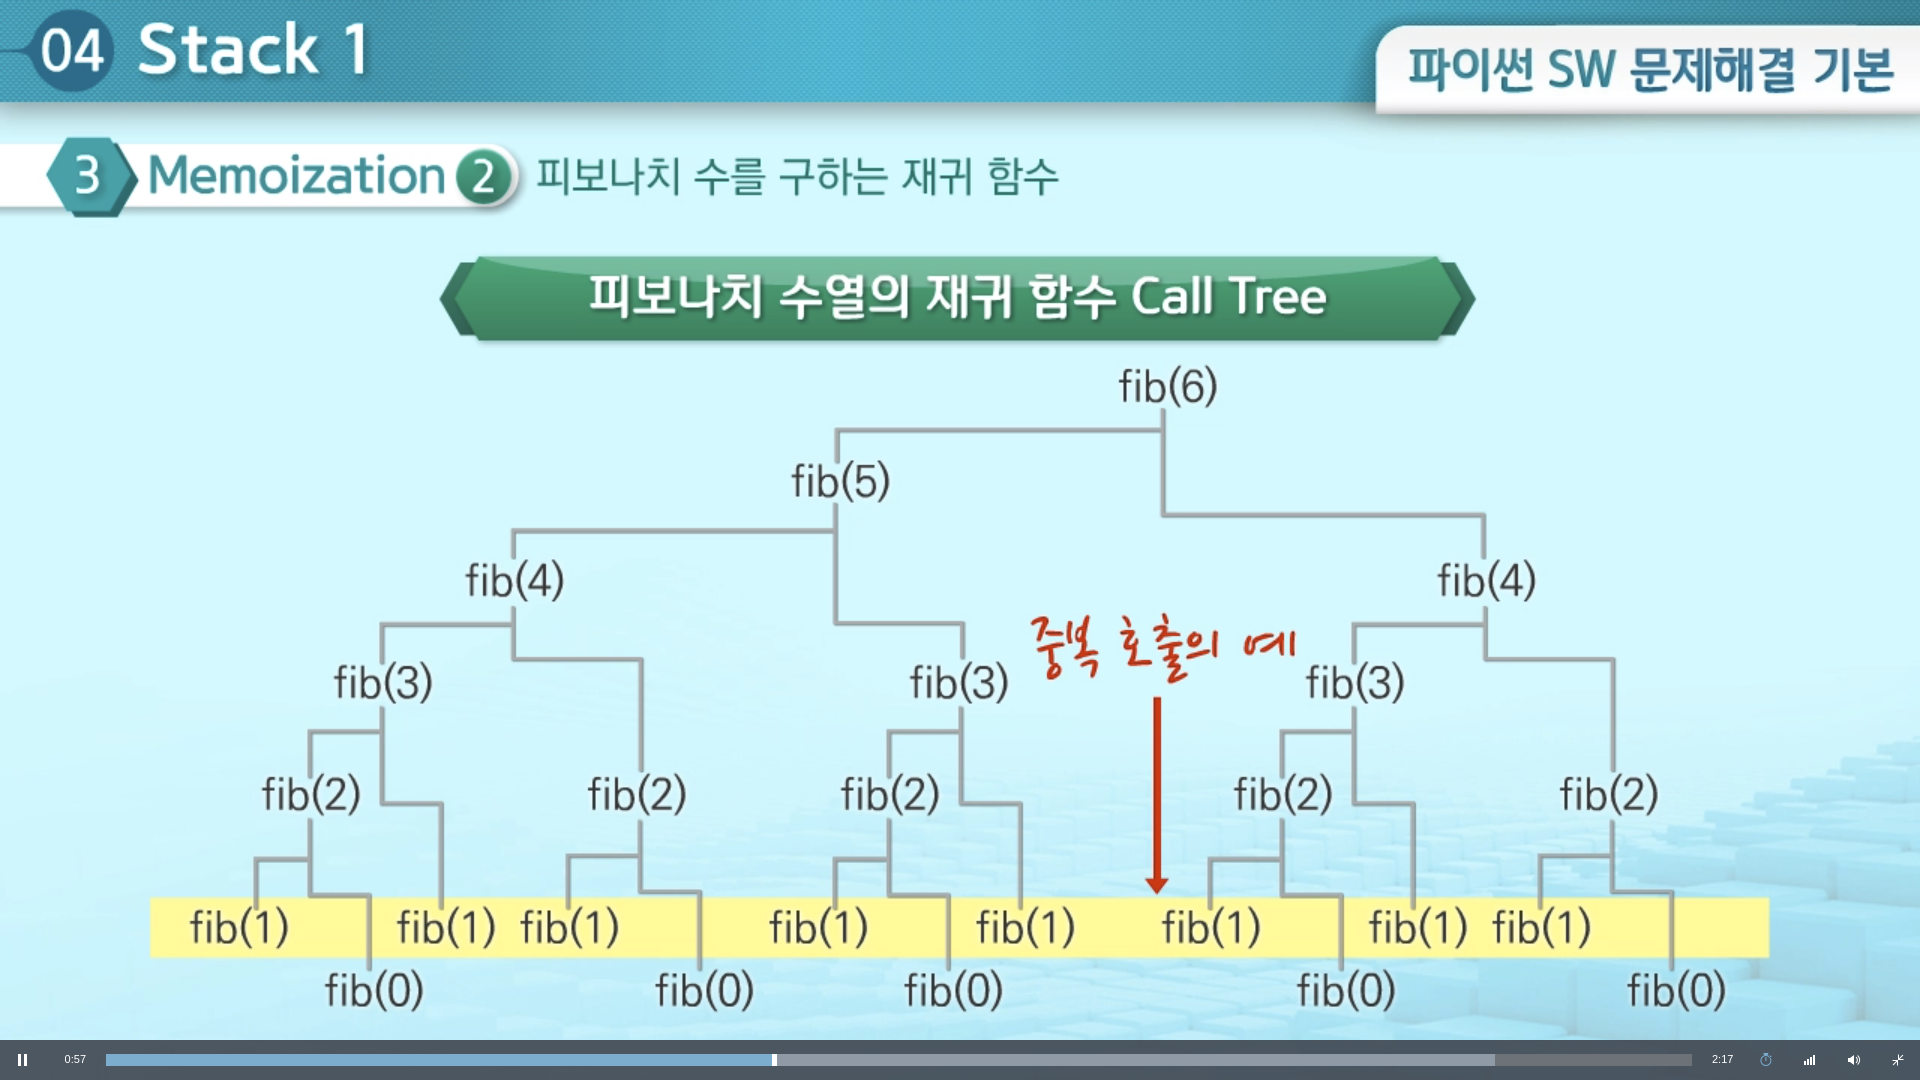 04 Stack 1
파이썬 SW 문제해결 기본
3 Memoization 2 피보나치 수를 구하는 재귀 함수
피보나치 수열의 재귀 함수 Call Tree
fib(6)
fib(5)
fib(4) fib(4)
중복 호출의 예
fib(3) fib(3) fib(3)
fib(2) fib(2) fib(2) fib(2) fib(2)
fib(1) fib(1) fib(1) fib(1) fib(1) fib(1) fib(1) fib(1)
fib(0) fib(0) fib(0) fib(0) fib(0)
0:57 2:17